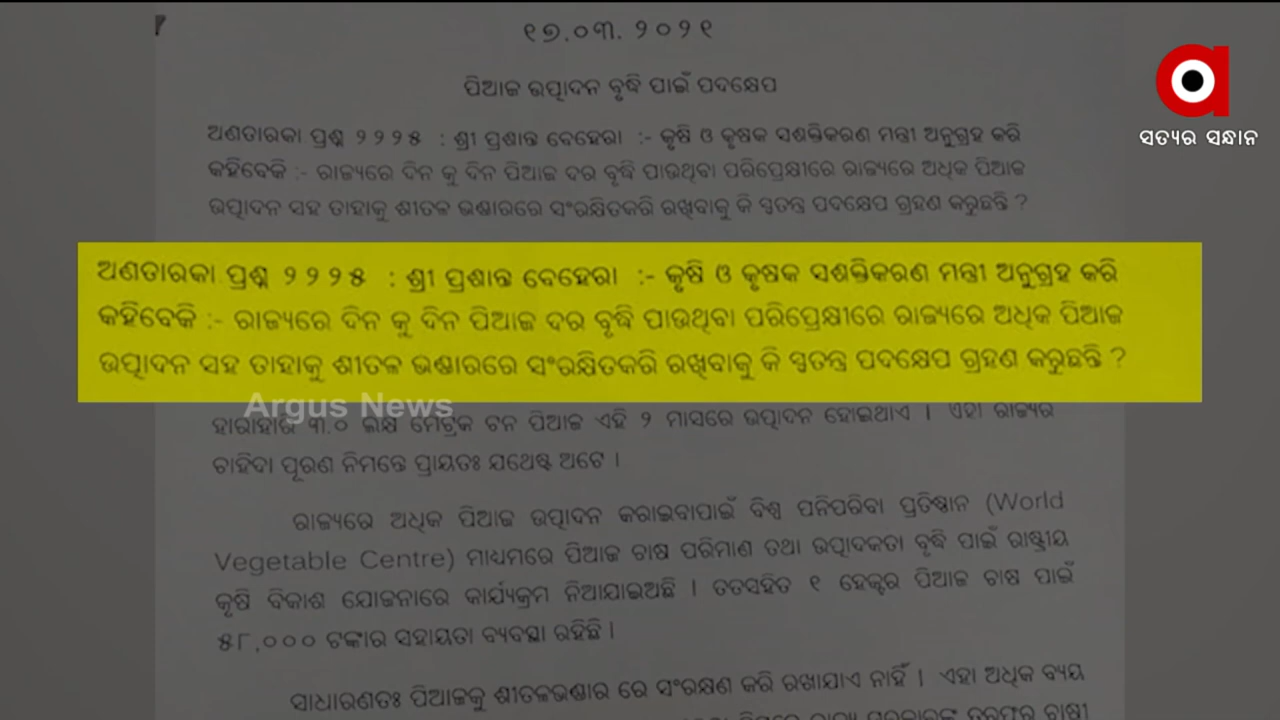 ୧୭.୦୩.୨୦୨୧
ସତ୍ୟର ସନ୍ଧାନ
ପିଆଜ ଉତ୍ପାଦନ ବୃଦ୍ଧି ପାଇଁ ପଦକ୍ଷେପ
ଅଣତାରକା ପ୍ରଶ୍ନ ୨୨୨୫ : ଶ୍ରୀ ପ୍ରଶାନ୍ତ ବେହେରା :- କୃଷି ଓ କୃଷକ ସଶକ୍ତିକରଣ ମନ୍ତ୍ରୀ ଅନୁଗ୍ରହ କରି
କହିବେକି :- ରାଜ୍ୟରେ ଦିନ କୁ ଦିନ ପିଆଜ ଦର ବୃଦ୍ଧି ପାଉଥିବା ପରିପ୍ରେକ୍ଷୀରେ ରାଜ୍ୟରେ ଅଧିକ ପିଆଜ
ଉତ୍ପାଦନ ସହ ତାହାକୁ ଶୀତଳ ଭଣ୍ଡାରରେ ସଂରକ୍ଷିତକରି ରଖିବାକୁ କି ସ୍ୱତନ୍ତ୍ର ପଦକ୍ଷେପ ଗ୍ରହଣ କରୁଛନ୍ତି ?
ଅଣତାରକା ପ୍ରଶ୍ନ ୨୨୨୫ : ଶ୍ରୀ ପ୍ରଶାନ୍ତ ବେହେରା :- କୃଷି ଓ କୃଷକ ସଶକ୍ତିକରଣ ମନ୍ତ୍ରୀ ଅନୁଗ୍ରହ କରି
କହିବେକି :- ରାଜ୍ୟରେ ଦିନ କୁ ଦିନ ପିଆଜ ଦର ବୃଦ୍ଧି ପାଉଥିବା ପରିପ୍ରେକ୍ଷୀରେ ରାଜ୍ୟରେ ଅଧିକ ପିଆଜ
ଉତ୍ପାଦନ ସହ ତାହାକୁ ଶୀତଳ ଭଣ୍ଡାରରେ ସଂରକ୍ଷିତକରି ରଖିବାକୁ କି ସ୍ୱତନ୍ତ୍ର ପଦକ୍ଷେପ ଗ୍ରହଣ କରୁଛନ୍ତି ?
Argus News
ହାରାହାରି ୩.୦ ଲକ୍ଷ ମେଟ୍ରିକ ଟନ ପିଆଜ ଏହି ୨ ମାସରେ ଉତ୍ପାଦନ ହୋଇଥାଏ । ଏହା ରାଜ୍ୟର
ଚାହିଦା ପୂରଣ ନିମନ୍ତେ ପ୍ରାୟତଃ ଯଥେଷ୍ଟ ଅଟେ ।
ରାଜ୍ୟରେ ଅଧିକ ପିଆଜ ଉତ୍ପାଦନ କରାଇବାପାଇଁ ବିଶ୍ୱ ପନିପରିବା ପ୍ରତିଷ୍ଠାନ (World
Vegetable Centre) ମାଧ୍ୟମରେ ପିଆଜ ଚାଷ ପରିମାଣ ତଥା ଉତ୍ପାଦକତା ବୃଦ୍ଧି ପାଇଁ ରାଷ୍ଟ୍ରୀୟ
କୃଷି ବିକାଶ ଯୋଜନାରେ କାର୍ଯ୍ୟକ୍ରମ ନିଆଯାଇଅଛି । ତତସହିତ ୧ ହେକ୍ଟର ପିଆଜ ଚାଷ ପାଇଁ
୫୮,୦୦୦ ଟଙ୍କାର ସହାୟତା ବ୍ୟବସ୍ଥା ରହିଛି ।
ସାଧାରଣତଃ ପିଆଜକୁ ଶୀତଳଭଣ୍ଡାର ରେ ସଂରକ୍ଷଣ କରି ରଖାଯାଏ ନାହିଁ । ଏହା ଅଧିକ ବ୍ୟୟ